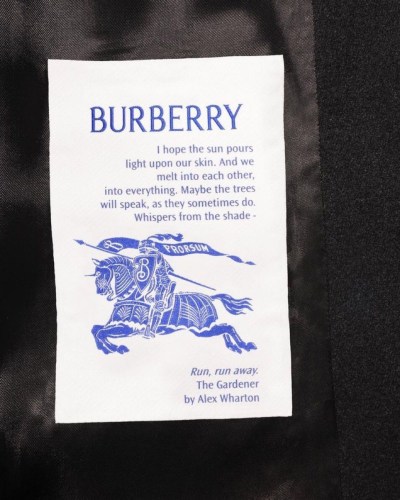 BURBERRY
I hope the sun pours
light upon our skin. And we
melt into each other,
into everything. Maybe the trees
will speak, as they sometimes do.
Whispers from the shade -
PRORSUM
B
Run, run away.
The Gardener
by Alex Wharton